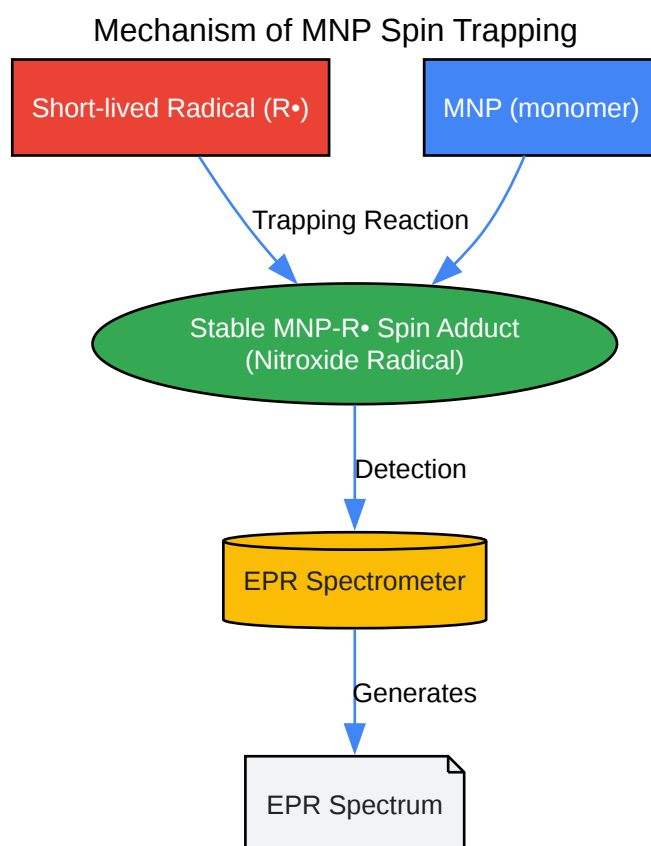 Mechanism of MNP Spin Trapping
Short-lived Radical (R•)
MNP (monomer)
Trapping Reaction
Stable MNP-R• Spin Adduct
(Nitroxide Radical)
Detection
EPR Spectrometer
Generates
EPR Spectrum